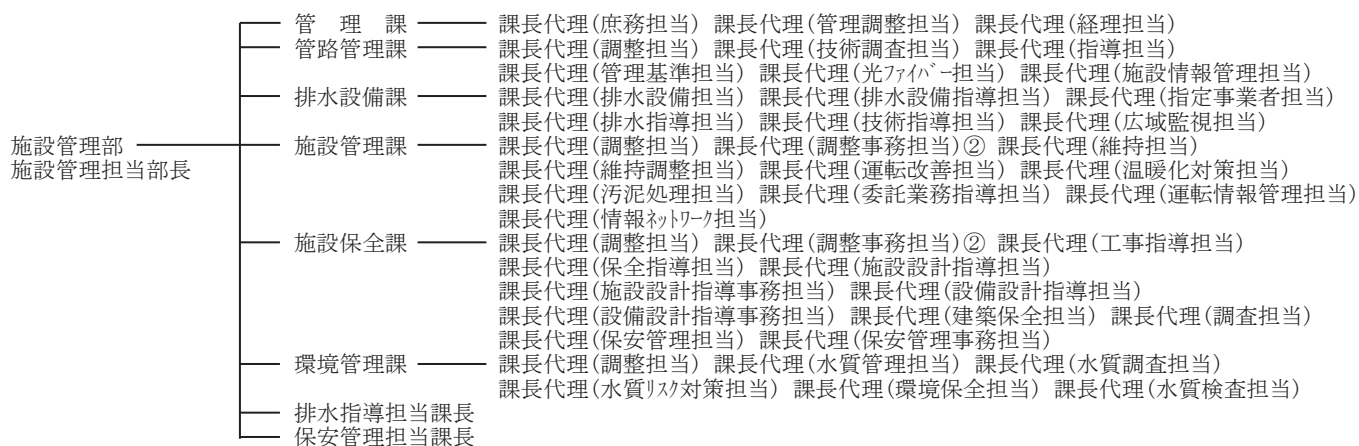 管　理　課　課長代理(庶務担当) 課長代理(管理調整担当) 課長代理(経理担当)
管路管理課　課長代理(調整担当) 課長代理(技術調査担当) 課長代理(指導担当)
課長代理(管理基準担当) 課長代理(光ファイバー担当) 課長代理(施設情報管理担当)
排水設備課　課長代理(排水設備担当) 課長代理(排水設備指導担当) 課長代理(指定事業者担当)
課長代理(排水指導担当) 課長代理(技術指導担当) 課長代理(広域監視担当)
施設管理部　施設管理課　課長代理(調整担当) 課長代理(調整事務担当)② 課長代理(維持担当)
施設管理担当部長　課長代理(維持調整担当) 課長代理(運転改善担当) 課長代理(温暖化対策担当)
課長代理(汚泥処理担当) 課長代理(委託業務指導担当) 課長代理(運転情報管理担当)
課長代理(情報ネットワーク担当)
施設保全課　課長代理(調整担当) 課長代理(調整事務担当)② 課長代理(工事指導担当)
課長代理(保全指導担当) 課長代理(施設設計指導担当)
課長代理(施設設計指導事務担当) 課長代理(設備設計指導担当)
課長代理(設備設計指導事務担当) 課長代理(建築保全担当) 課長代理(調査担当)
課長代理(保安管理担当) 課長代理(保安管理事務担当)
環境管理課　課長代理(調整担当) 課長代理(水質管理担当) 課長代理(水質調査担当)
課長代理(水質リスク対策担当) 課長代理(環境保全担当) 課長代理(水質検査担当)
排水指導担当課長
保安管理担当課長